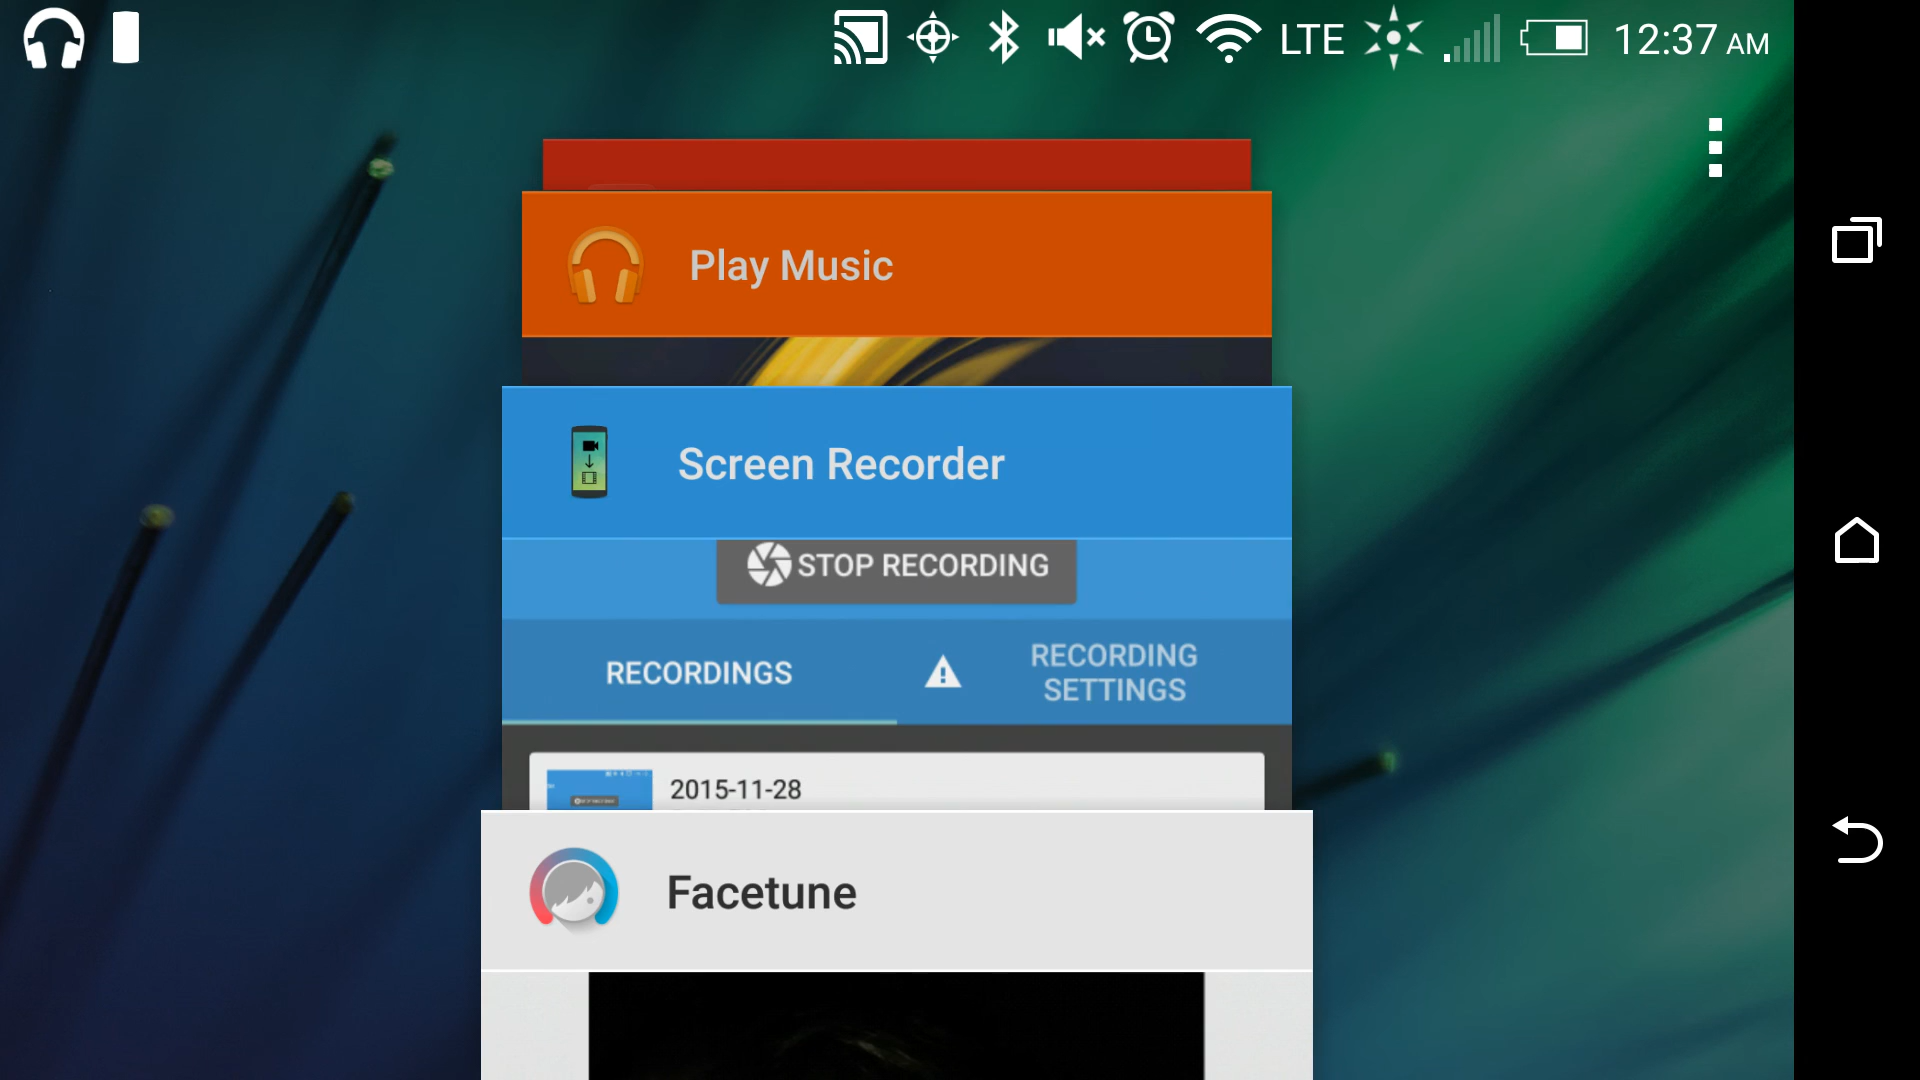 LTE 12:37 AM
Play Music
Screen Recorder
STOP RECORDING
RECORDINGS
RECORDING
SETTINGS
2015-11-28
Facetune